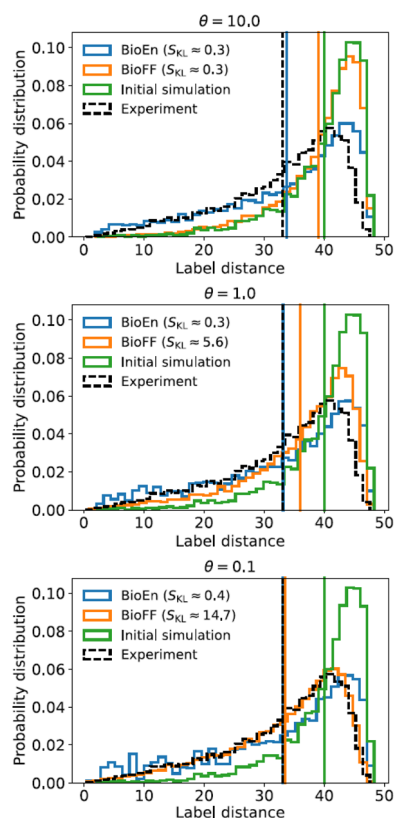 θ = 10.0
Probability distribution
0.10
0.08
0.06
0.04
0.02
0.00
BioEn (S_KL ≈ 0.3)
BioFF (S_KL ≈ 0.3)
Initial simulation
Experiment
0 10 20 30 40 50
Label distance
θ = 1.0
Probability distribution
0.10
0.08
0.06
0.04
0.02
0.00
BioEn (S_KL ≈ 0.3)
BioFF (S_KL ≈ 5.6)
Initial simulation
Experiment
0 10 20 30 40 50
Label distance
θ = 0.1
Probability distribution
0.10
0.08
0.06
0.04
0.02
0.00
BioEn (S_KL ≈ 0.4)
BioFF (S_KL ≈ 14.7)
Initial simulation
Experiment
0 10 20 30 40 50
Label distance